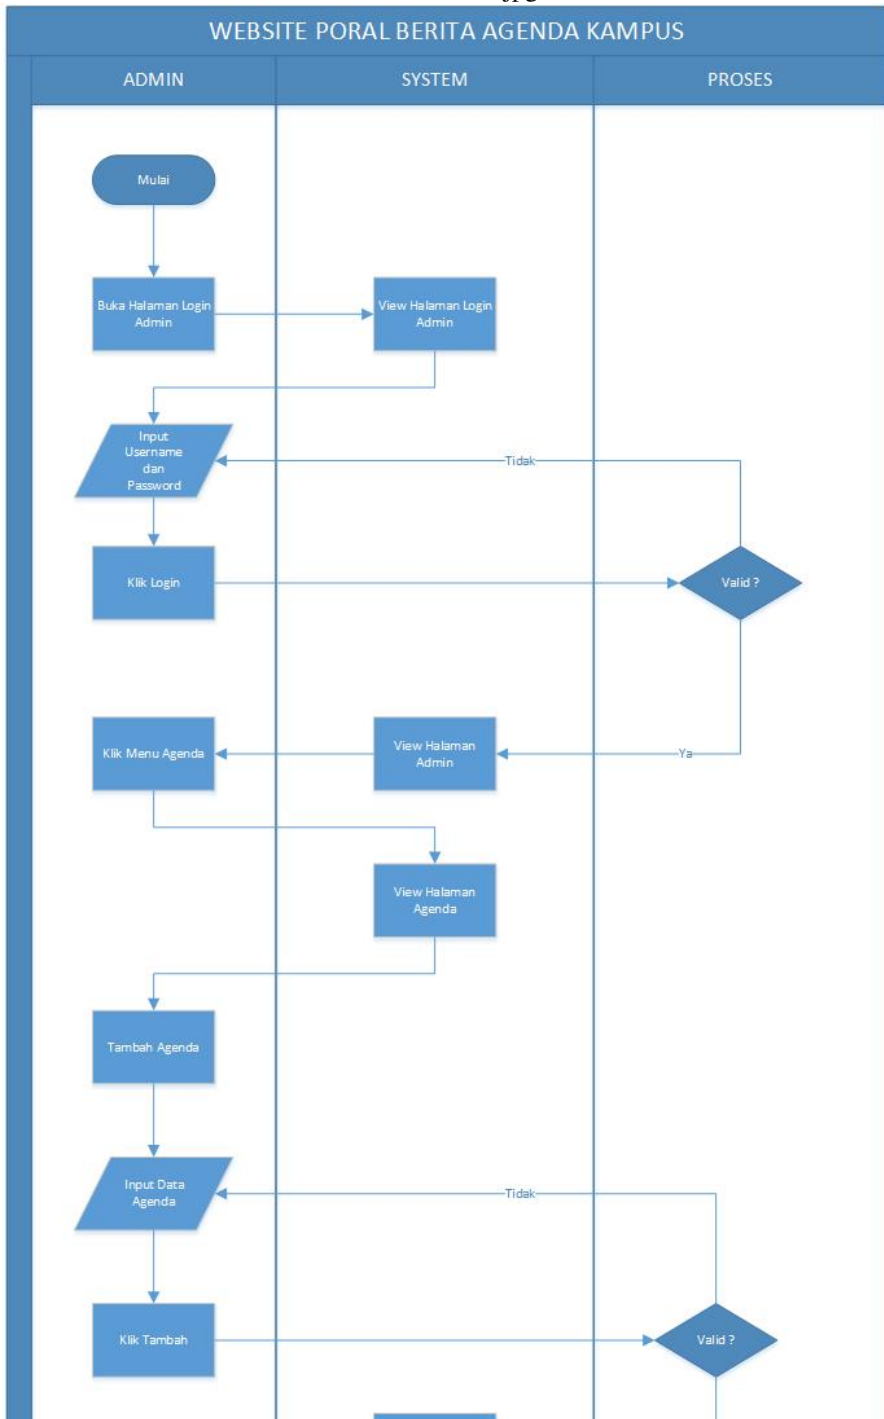 WEBSITE PORAL BERITA AGENDA KAMPUS
ADMIN
SYSTEM
PROSES
Mulai
Buka Halaman Login
Admin
View Halaman Login
Admin
Input
Username
dan
Password
Tidak
Klik Login
Valid ?
Klik Menu Agenda
View Halaman
Admin
Ya
View Halaman
Agenda
Tambah Agenda
Input Data
Agenda
Tidak
Klik Tambah
Valid ?